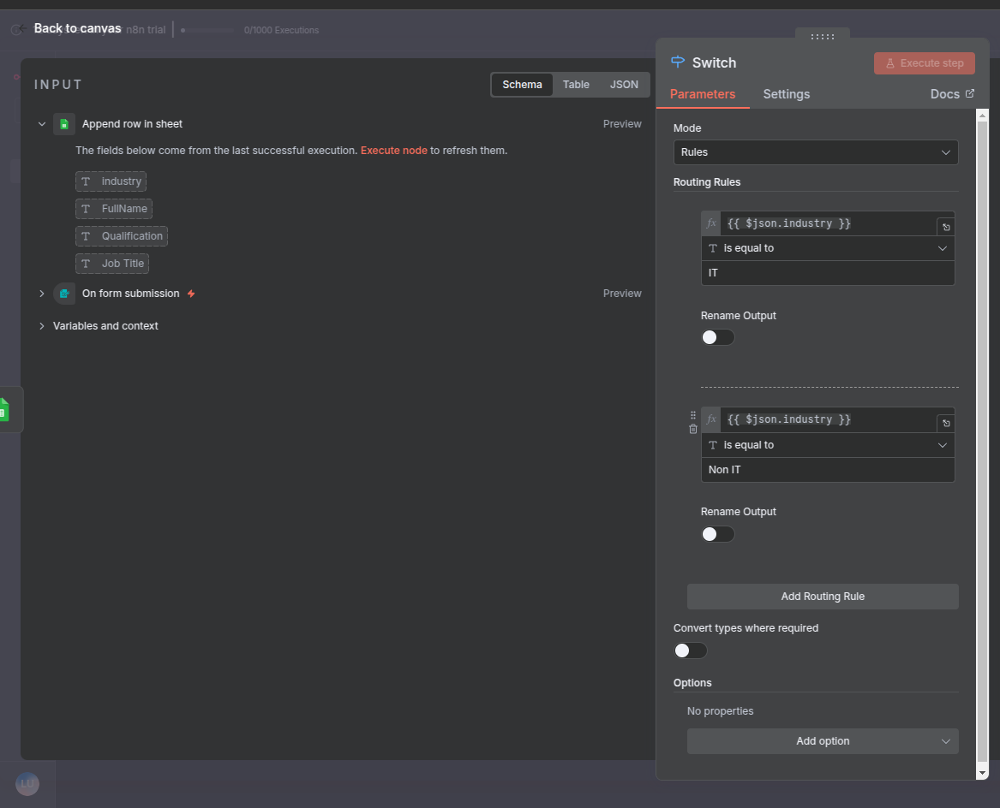 Back to canvas
n8n trial
0/1000 Executions
INPUT
Schema
Table
JSON
Append row in sheet
Preview
The fields below come from the last successful execution. Execute node to refresh them.
T industry
T FullName
T Qualification
T Job Title
On form submission
Preview
Variables and context
LU
Switch
Execute step
Parameters
Settings
Docs
Mode
Rules
Routing Rules
fx {{ $json.industry }}
T is equal to
IT
Rename Output
fx {{ $json.industry }}
T is equal to
Non IT
Rename Output
Add Routing Rule
Convert types where required
Options
No properties
Add option